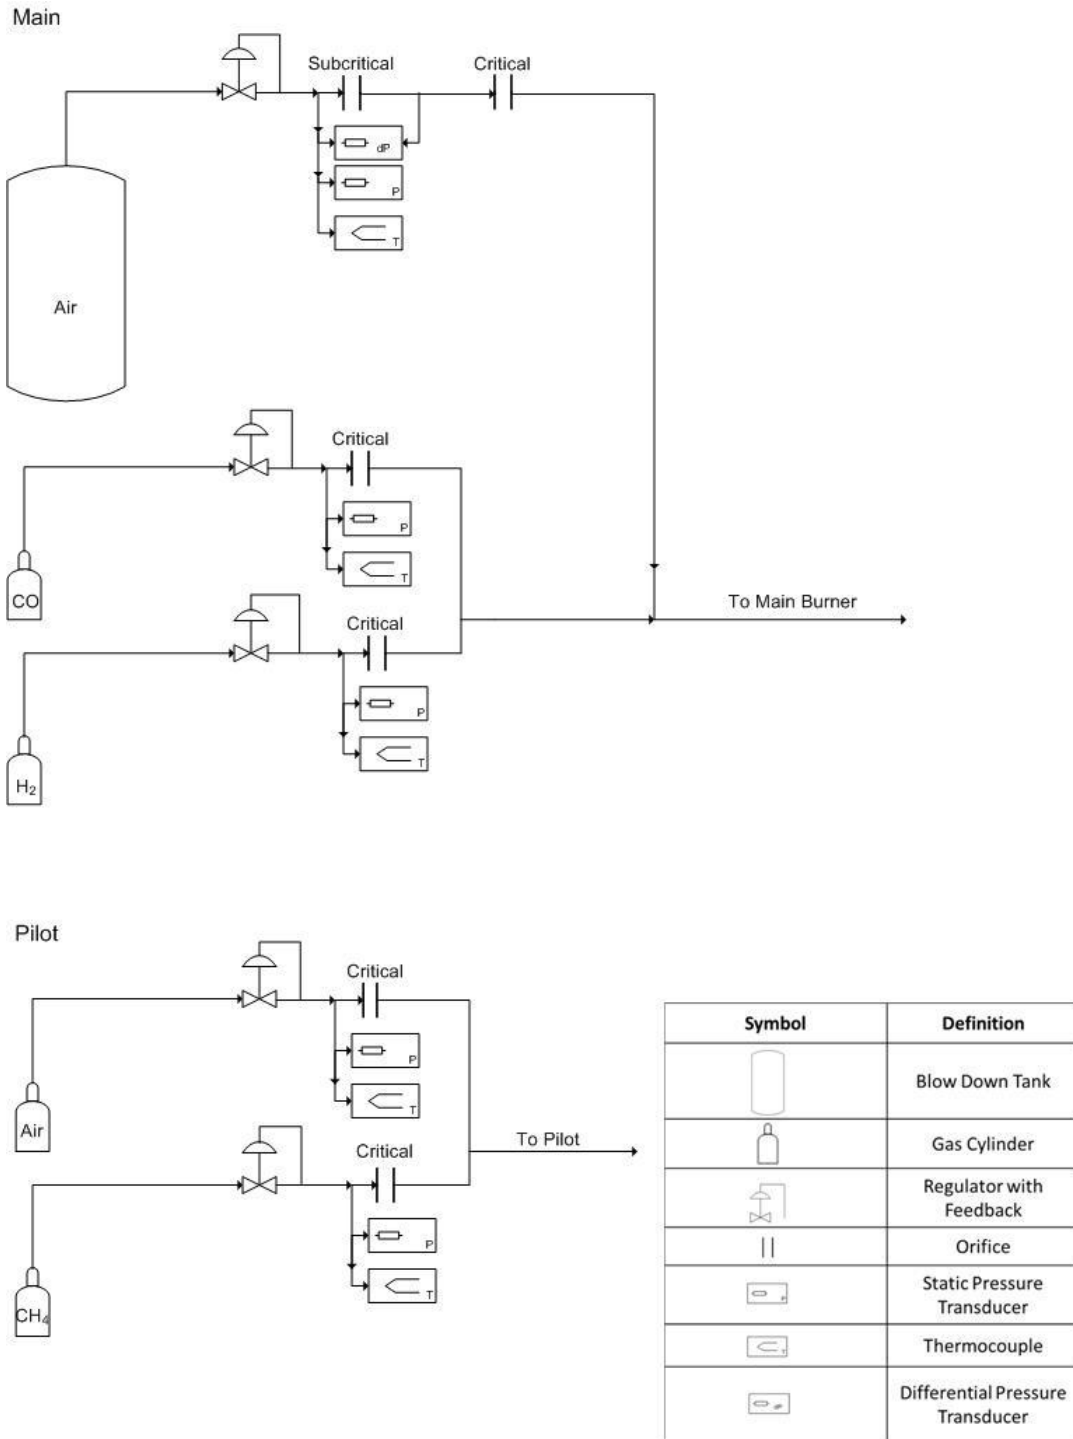 Main
Subcritical
Critical
dP
P
T
Air
Critical
P
T
CO
To Main Burner
Critical
P
T
H₂
Pilot
Critical
P
T
Air
To Pilot
Critical
P
T
CH₄
Symbol Definition
Blow Down Tank
Gas Cylinder
Regulator with
Feedback
Orifice
P
Static Pressure
Transducer
T
Thermocouple
dP
Differential Pressure
Transducer